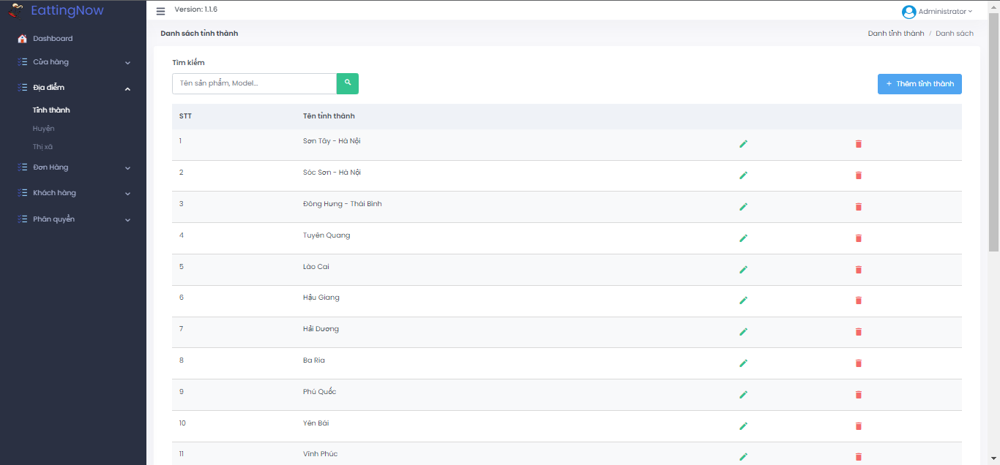 EattingNow
Dashboard
Cửa hàng
Địa điểm
Tỉnh thành
Huyện
Thị xã
Đơn Hàng
Khách hàng
Phân quyền
Version: 1.1.6
Administrator
Danh sách tỉnh thành
Danh tỉnh thành / Danh sách
Tìm kiếm
Tên sản phẩm, Model...
+ Thêm tỉnh thành
STT Tên tỉnh thành
1 Sơn Tây - Hà Nội
2 Sóc Sơn - Hà Nội
3 Đông Hưng - Thái Bình
4 Tuyên Quang
5 Lào Cai
6 Hậu Giang
7 Hải Dương
8 Ba Ria
9 Phú Quốc
10 Yên Bái
11 Vĩnh Phúc